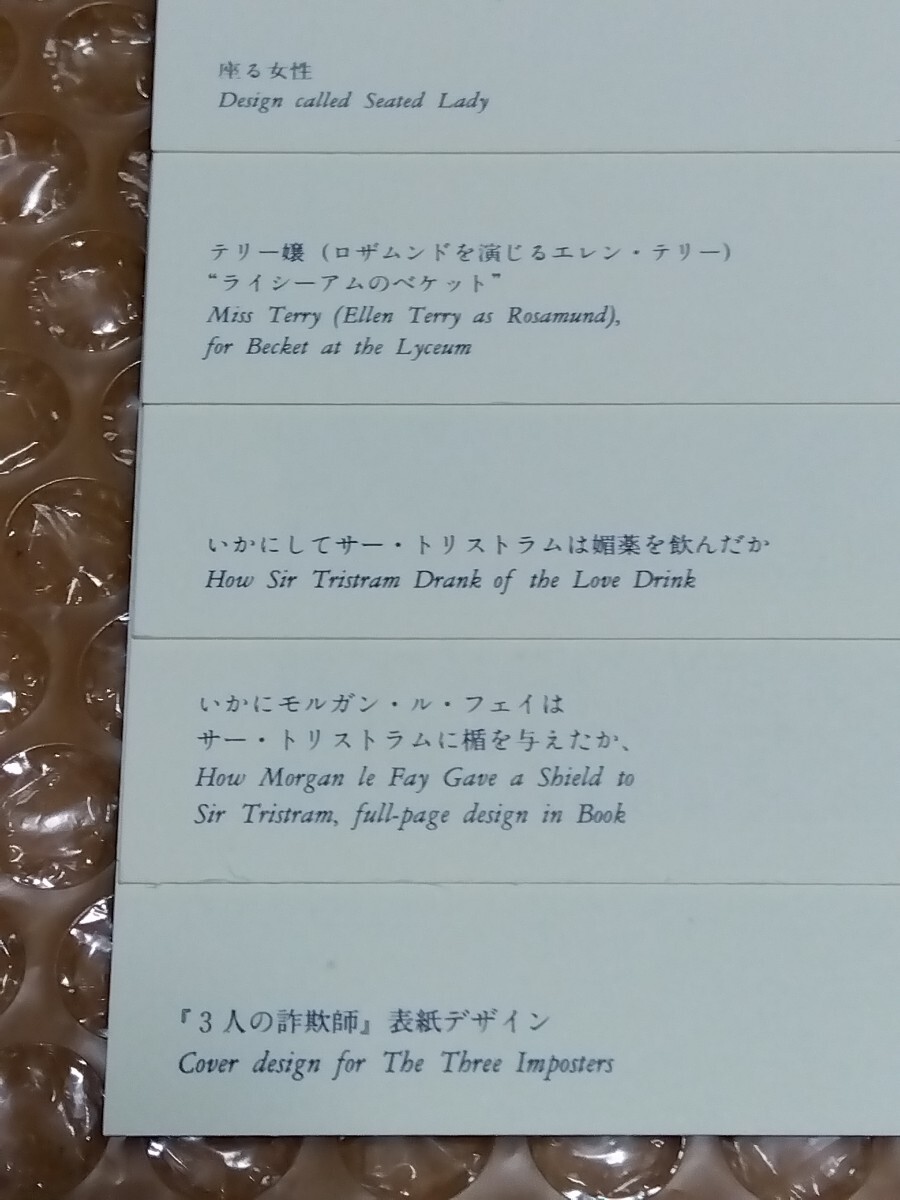 座る女性
Design called Seated Lady
テリー嬢 (ロザムンドを演じるエレン・テリー)
“ライシーアムのベケット”
Miss Terry (Ellen Terry as Rosamund),
for Becket at the Lyceum
いかにしてサー・トリストラムは媚薬を飲んだか
How Sir Tristram Drank of the Love Drink
いかにモルガン・ル・フェイは
サー・トリストラムに楯を与えたか、
How Morgan le Fay Gave a Shield to
Sir Tristram, full-page design in Book
『3人の詐欺師』表紙デザイン
Cover design for The Three Imposters